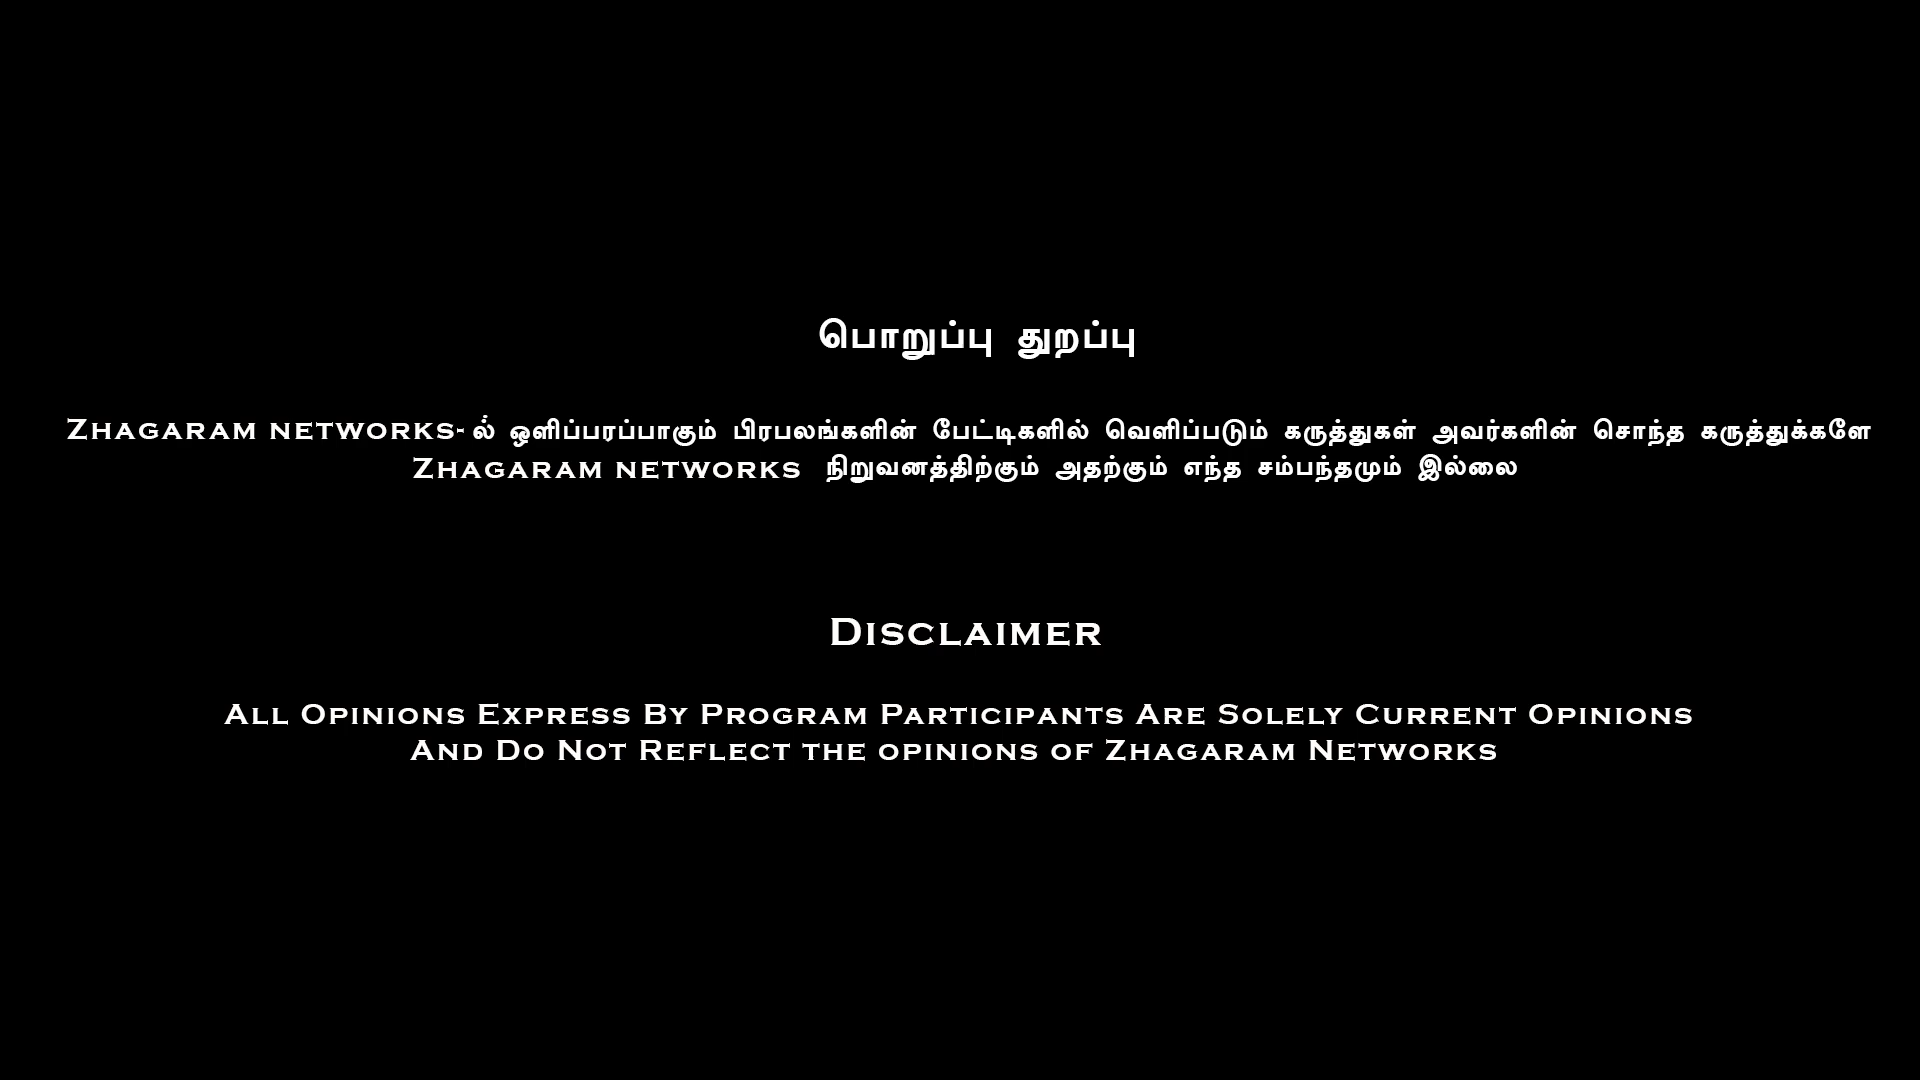 பொறுப்பு துறப்பு
Zhagaram networks- ல் ஒளிப்பரப்பாகும் பிரபலங்களின் பேட்டிகளில் வெளிப்படும் கருத்துகள் அவர்களின் சொந்த கருத்துக்களே
Zhagaram networks நிறுவனத்திற்கும் அதற்கும் எந்த சம்பந்தமும் இல்லை
Disclaimer
All Opinions Express By Program Participants Are Solely Current Opinions
And Do Not Reflect the opinions of Zhagaram Networks